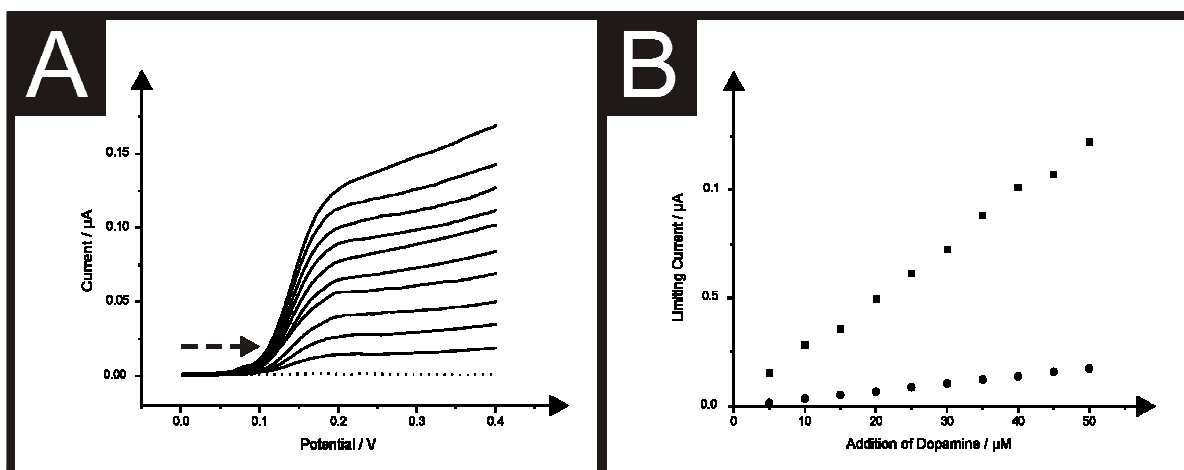 A
B
0.15
0.10
0.05
0.00
Current / µA
0.0 0.1 0.2 0.3 0.4
Potential / V
0.1
0.5
0.0
Limiting Current / µA
0 10 20 30 40 50
Addition of Dopamine / µM